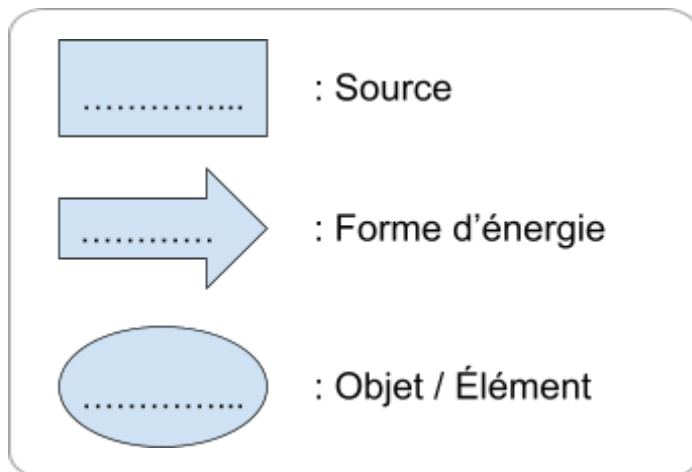 ...............
: Source
............
: Forme d'énergie
...............
: Objet / Élément